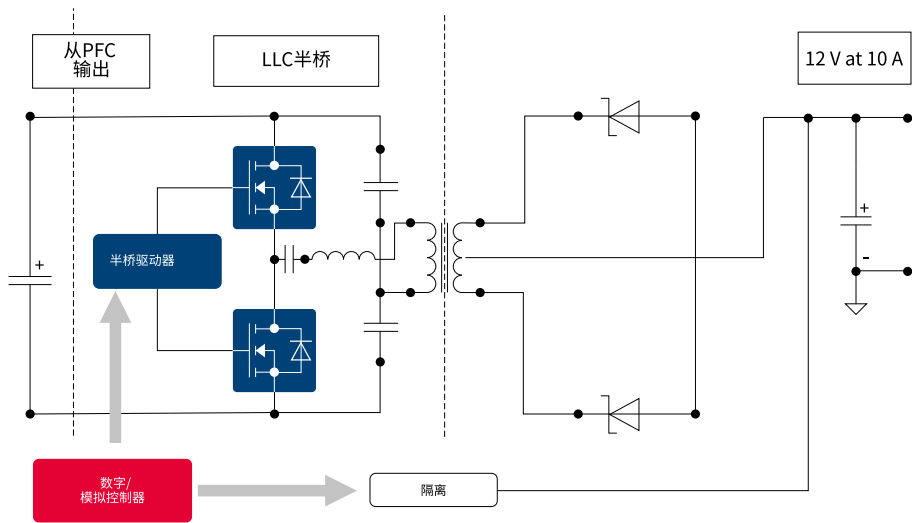 从PFC
输出
LLC半桥
12 V at 10 A
半桥驱动器
+
+
-
数字/
模拟控制器
隔离